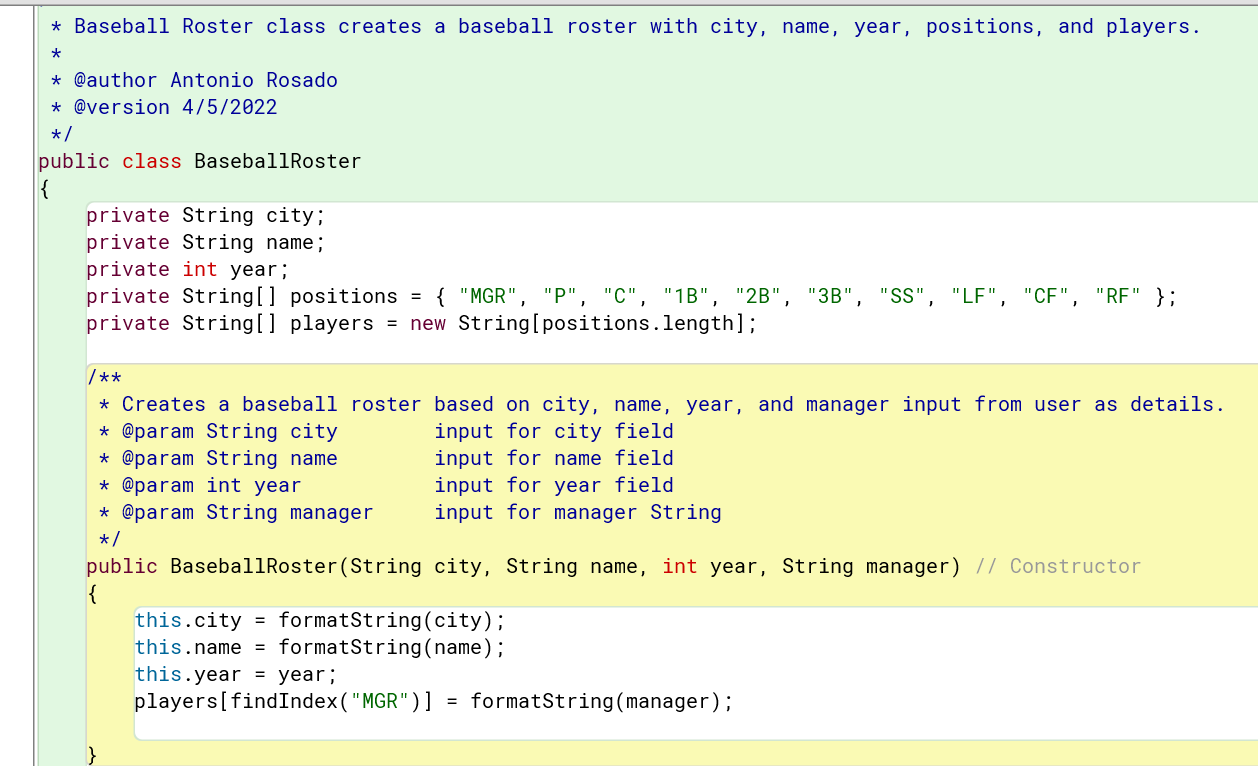 * Baseball Roster class creates a baseball roster with city, name, year, positions, and players.
*
* @author Antonio Rosado
* @version 4/5/2022
*/
public class BaseballRoster
{
private String city;
private String name;
private int year;
private String[] positions = { "MGR", "P", "C", "1B", "2B", "3B", "SS", "LF", "CF", "RF" };
private String[] players = new String[positions.length];
/**
* Creates a baseball roster based on city, name, year, and manager input from user as details.
* @param String city        input for city field
* @param String name        input for name field
* @param int year           input for year field
* @param String manager     input for manager String
*/
public BaseballRoster(String city, String name, int year, String manager) // Constructor
{
this.city = formatString(city);
this.name = formatString(name);
this.year = year;
players[findIndex("MGR")] = formatString(manager);
}